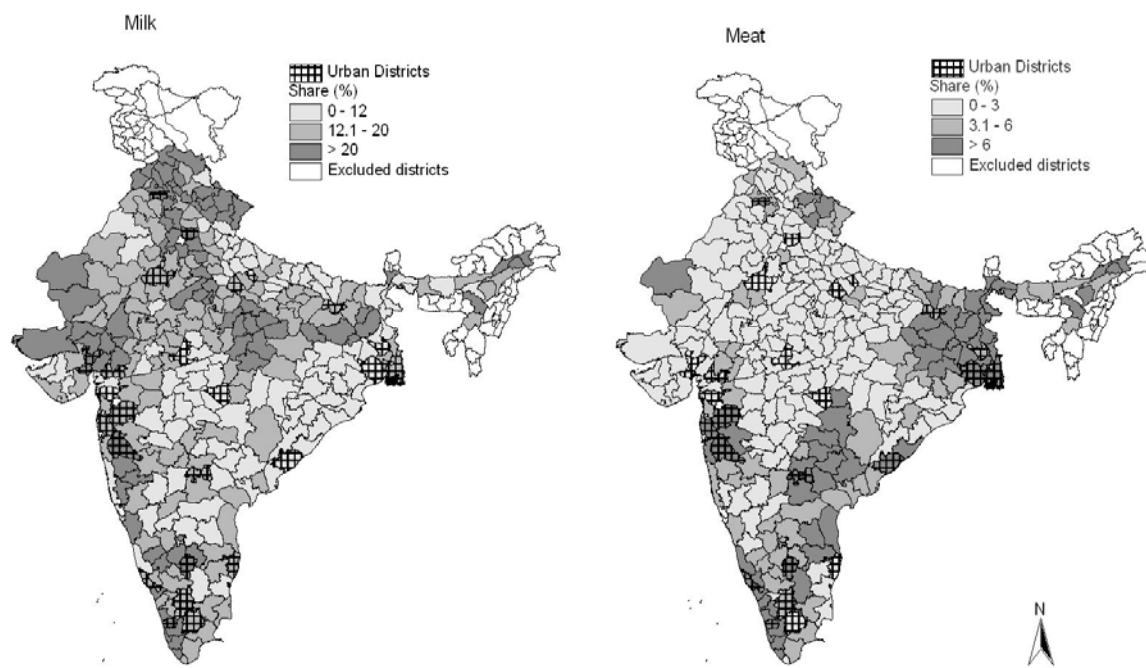 Milk
Urban Districts
Share (%)
0 - 12
12.1 - 20
> 20
Excluded districts
Meat
Urban Districts
Share (%)
0 - 3
3.1 - 6
> 6
Excluded districts
N